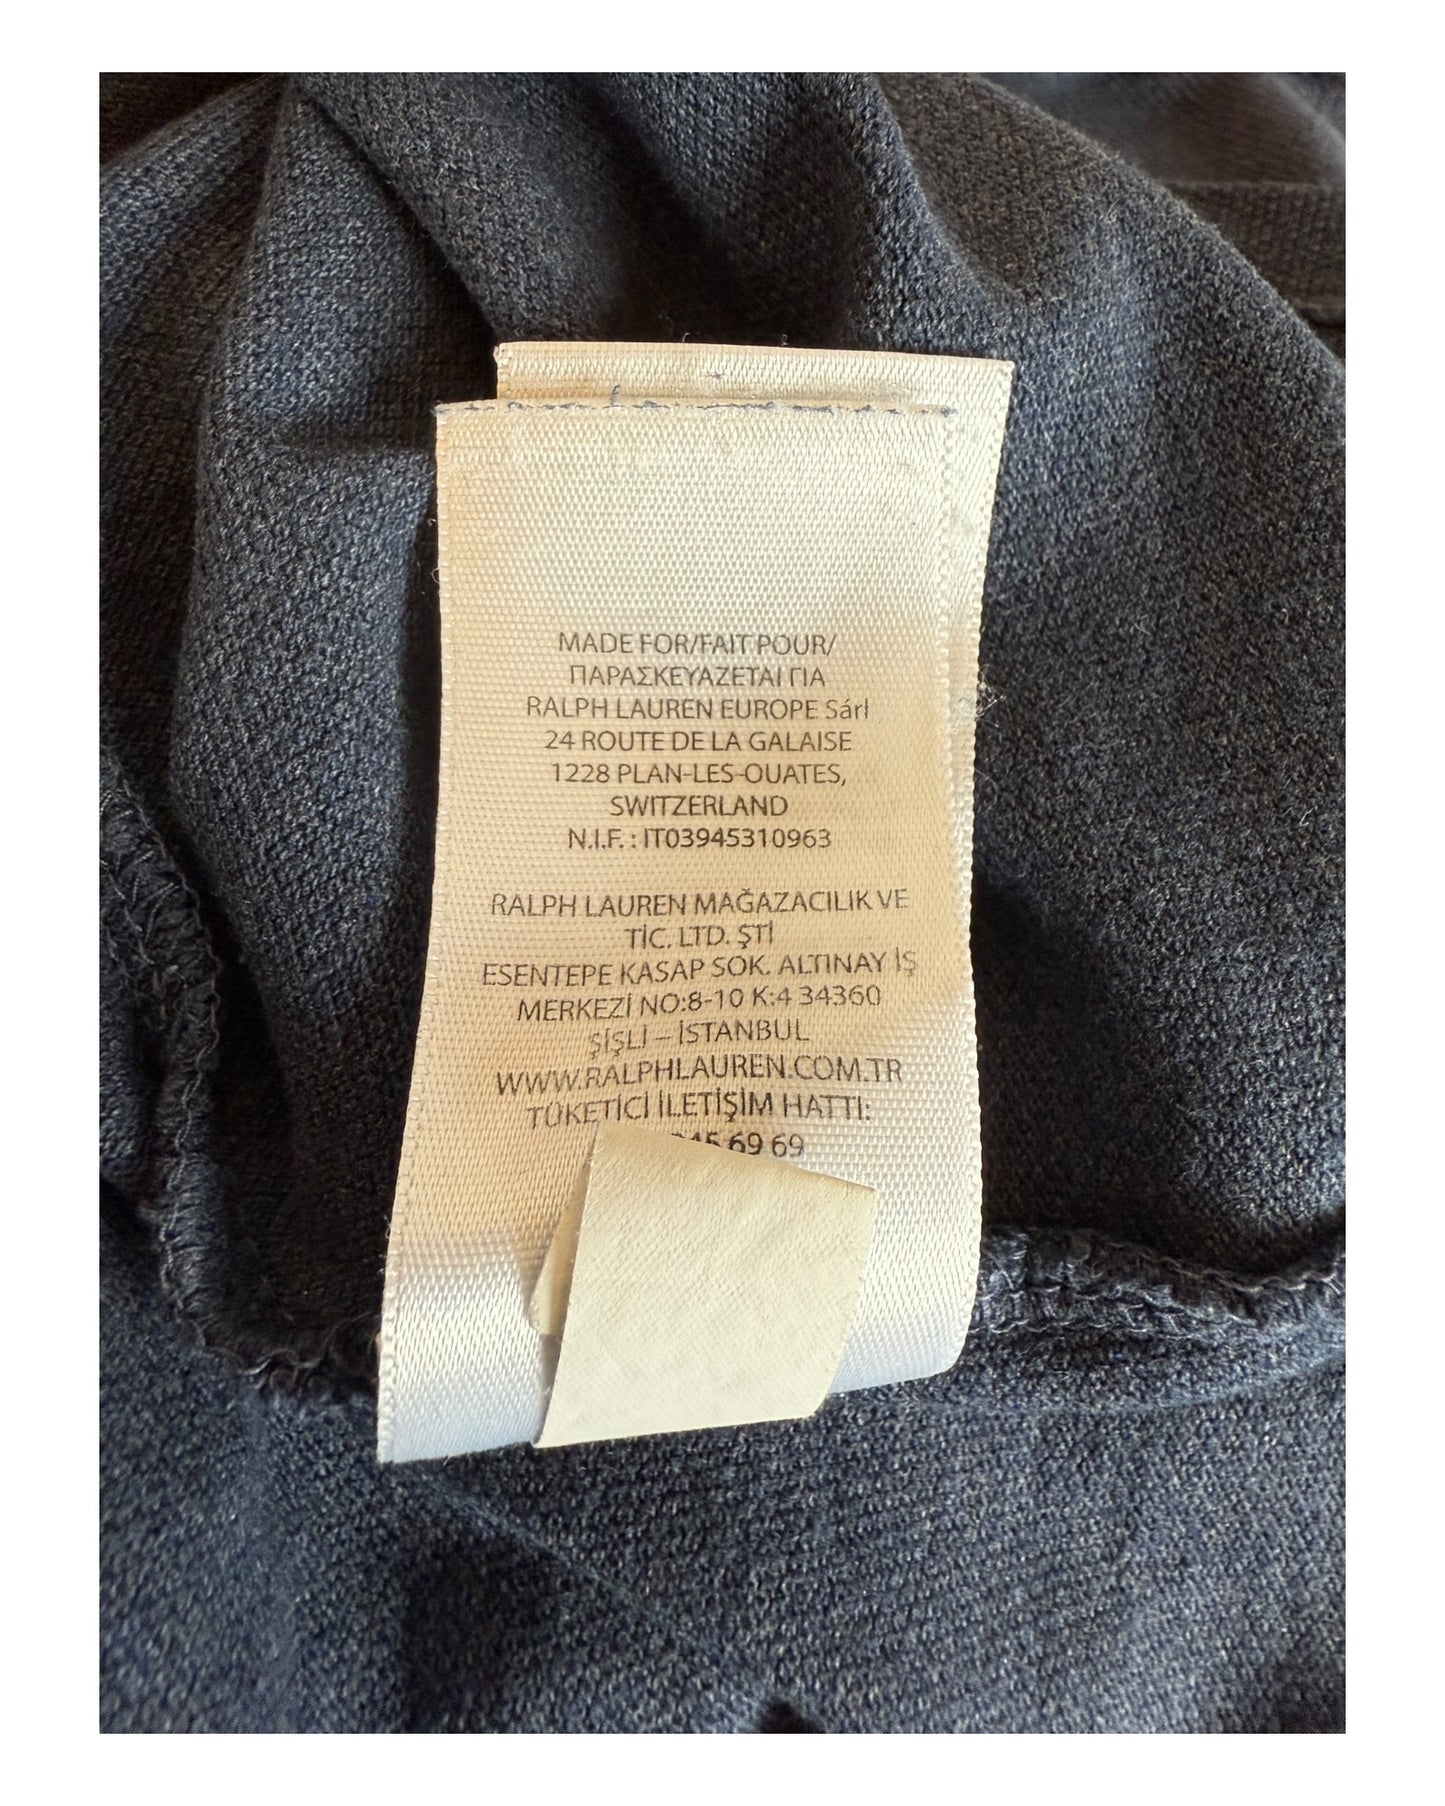 MADE FOR/FAIT POUR/
ΠΑΡΑΣΚΕΥΑΖΕΤΑΙ ΓΙΑ
RALPH LAUREN EUROPE Sárl
24 ROUTE DE LA GALAISE
1228 PLAN-LES-OUATES,
SWITZERLAND
N.I.F. : IT03945310963
RALPH LAUREN MAĞAZACILIK VE
TİC. LTD. ŞTİ
ESENTEPE KASAP SOK. ALTINAY İŞ
MERKEZİ NO:8-10 K:4 34360
ŞİŞLİ – İSTANBUL
WWW.RALPHLAUREN.COM.TR
TÜKETİCİ İLETİŞİM HATTI:
69 69